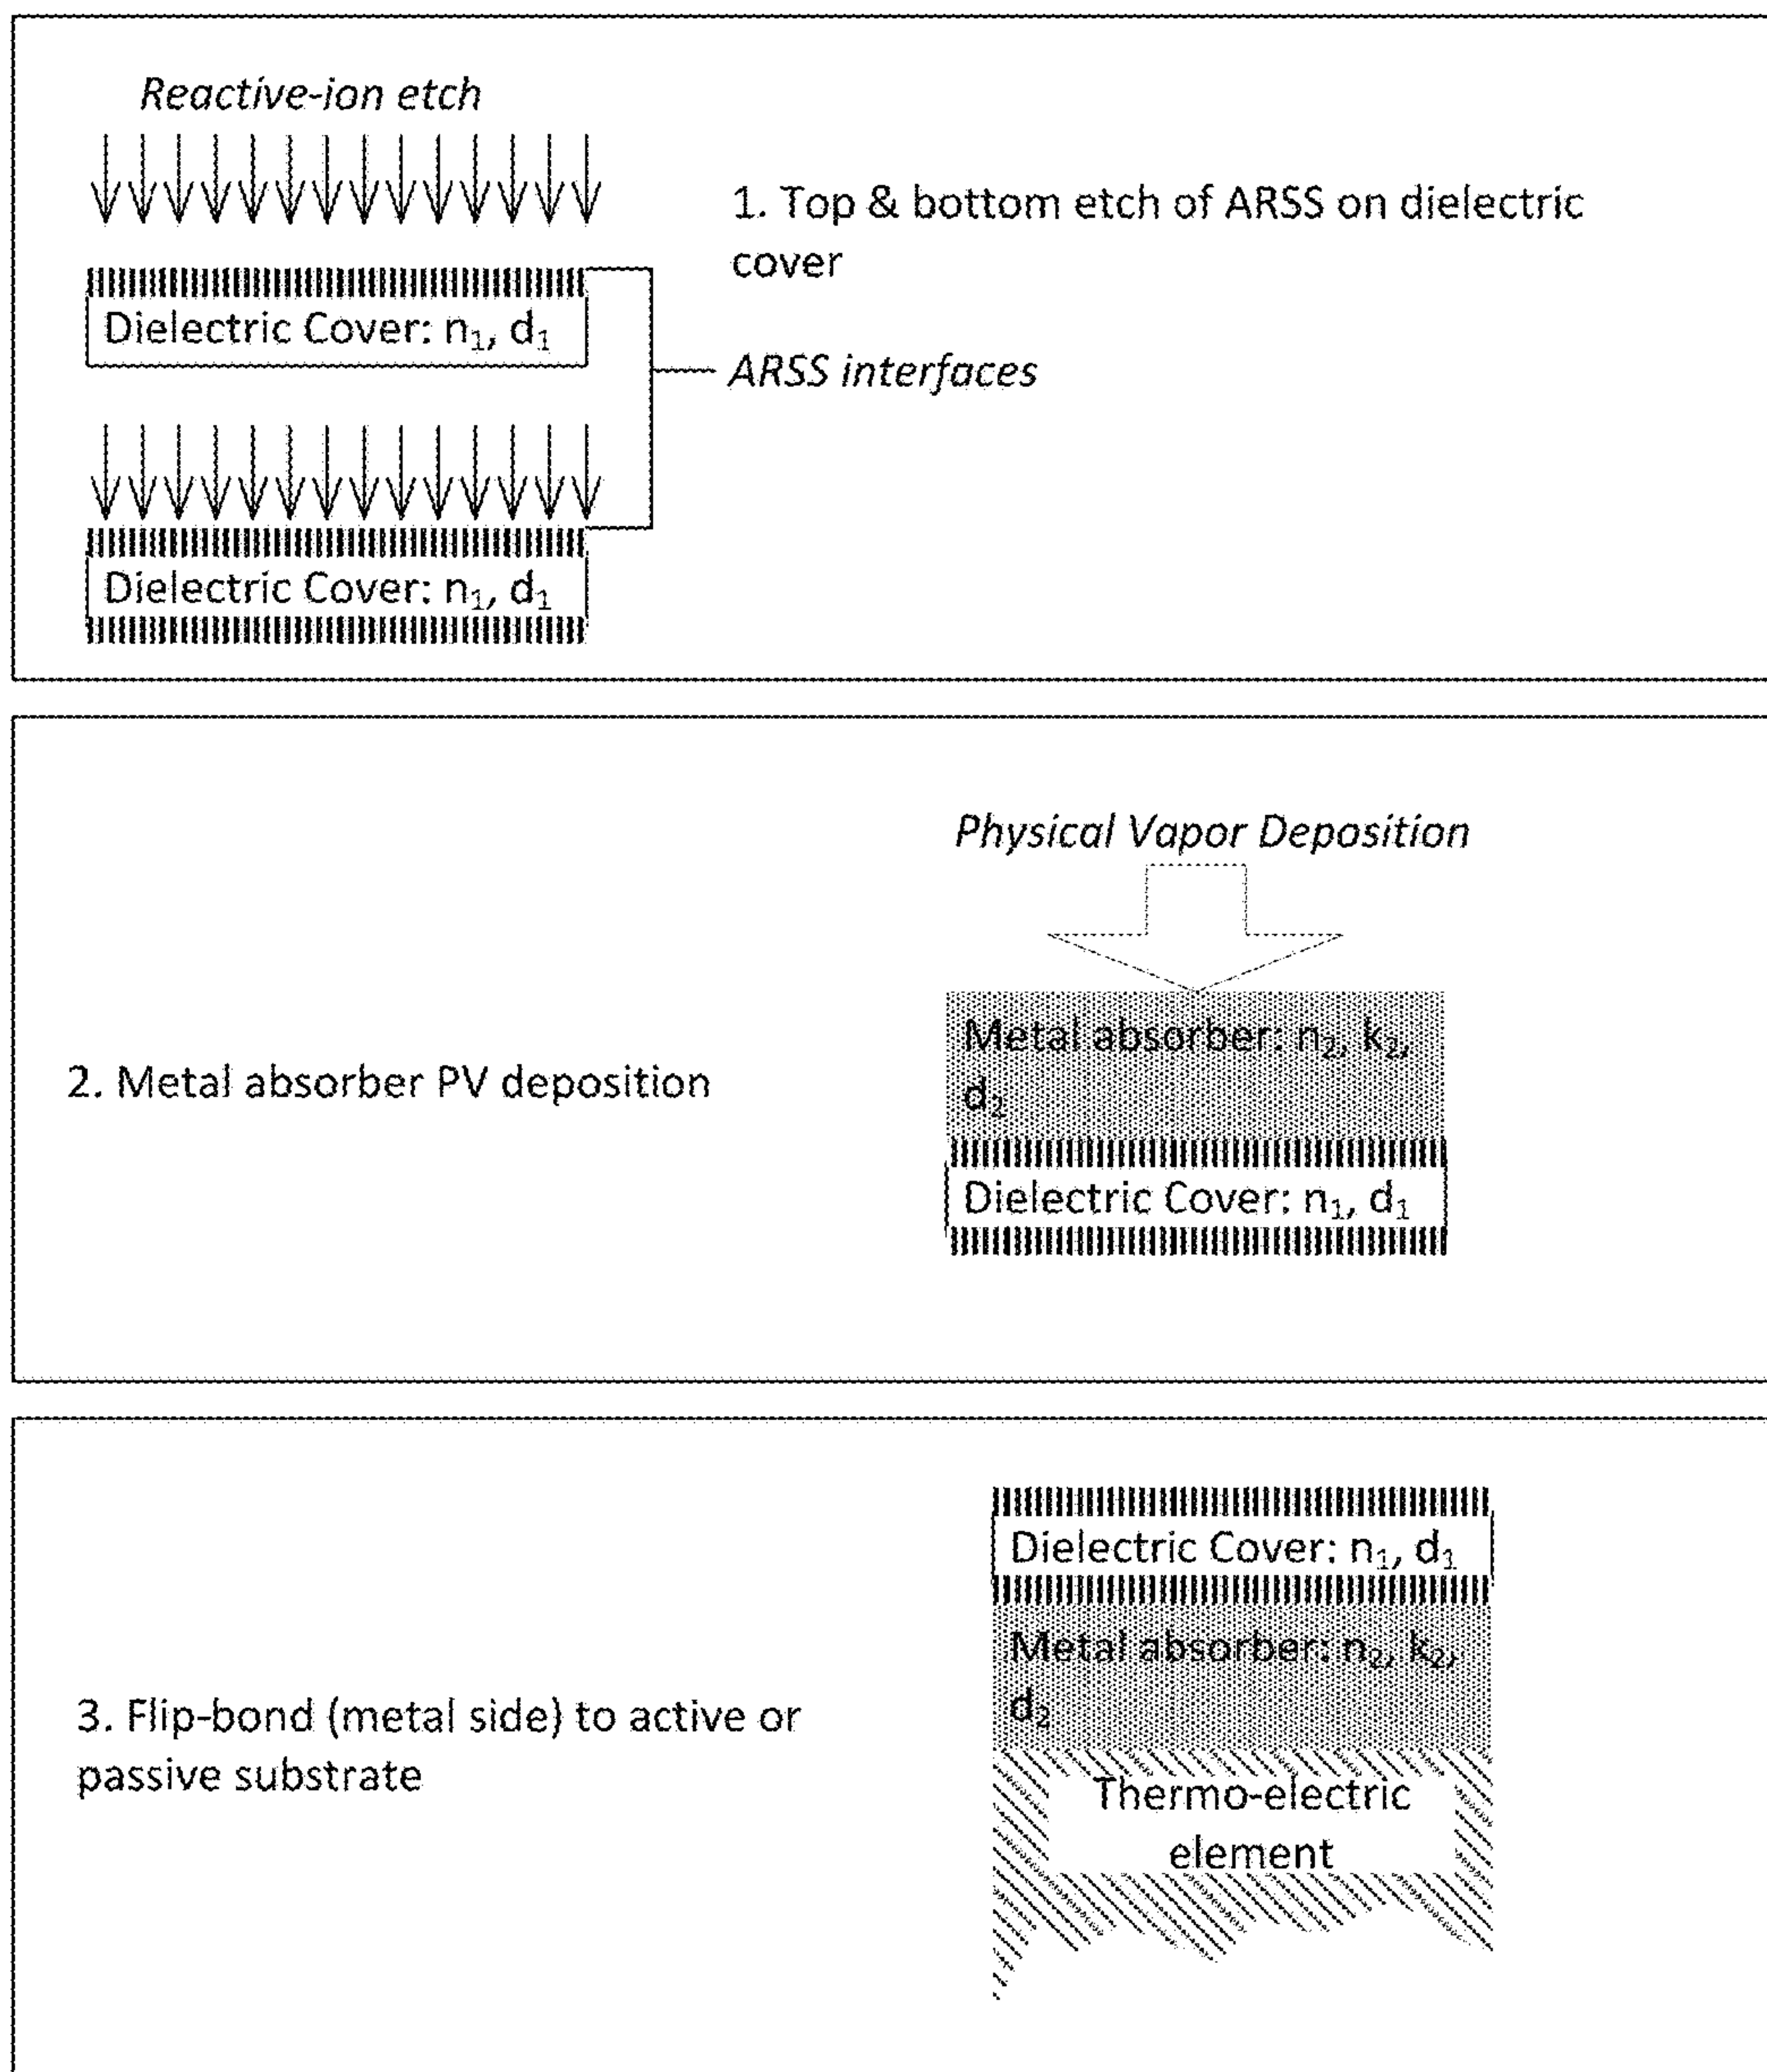 Reactive-ion etch
1. Top & bottom etch of ARSS on dielectric
cover
Dielectric Cover: n₁, d₁
ARSS interfaces
Dielectric Cover: n₁, d₁
Physical Vapor Deposition
Metal absorber: n₂, k₂,
d₂
2. Metal absorber PV deposition
Dielectric Cover: n₁, d₁
Dielectric Cover: n₁, d₁
Metal absorber: n₂, k₂,
d₂
3. Flip-bond (metal side) to active or
passive substrate
Thermo-electric
element